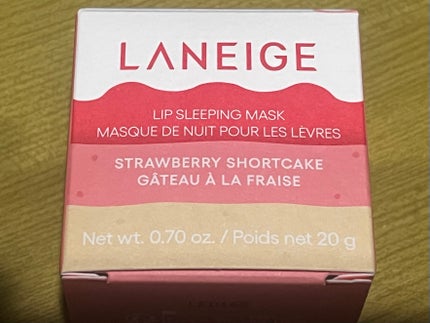 LANEIGE
LIP SLEEPING MASK
MASQUE DE NUIT POUR LES LÈVRES
STRAWBERRY SHORTCAKE
GÂTEAU À LA FRAISE
Net wt. 0.70 oz. / Poids net 20 g
LANEIGE